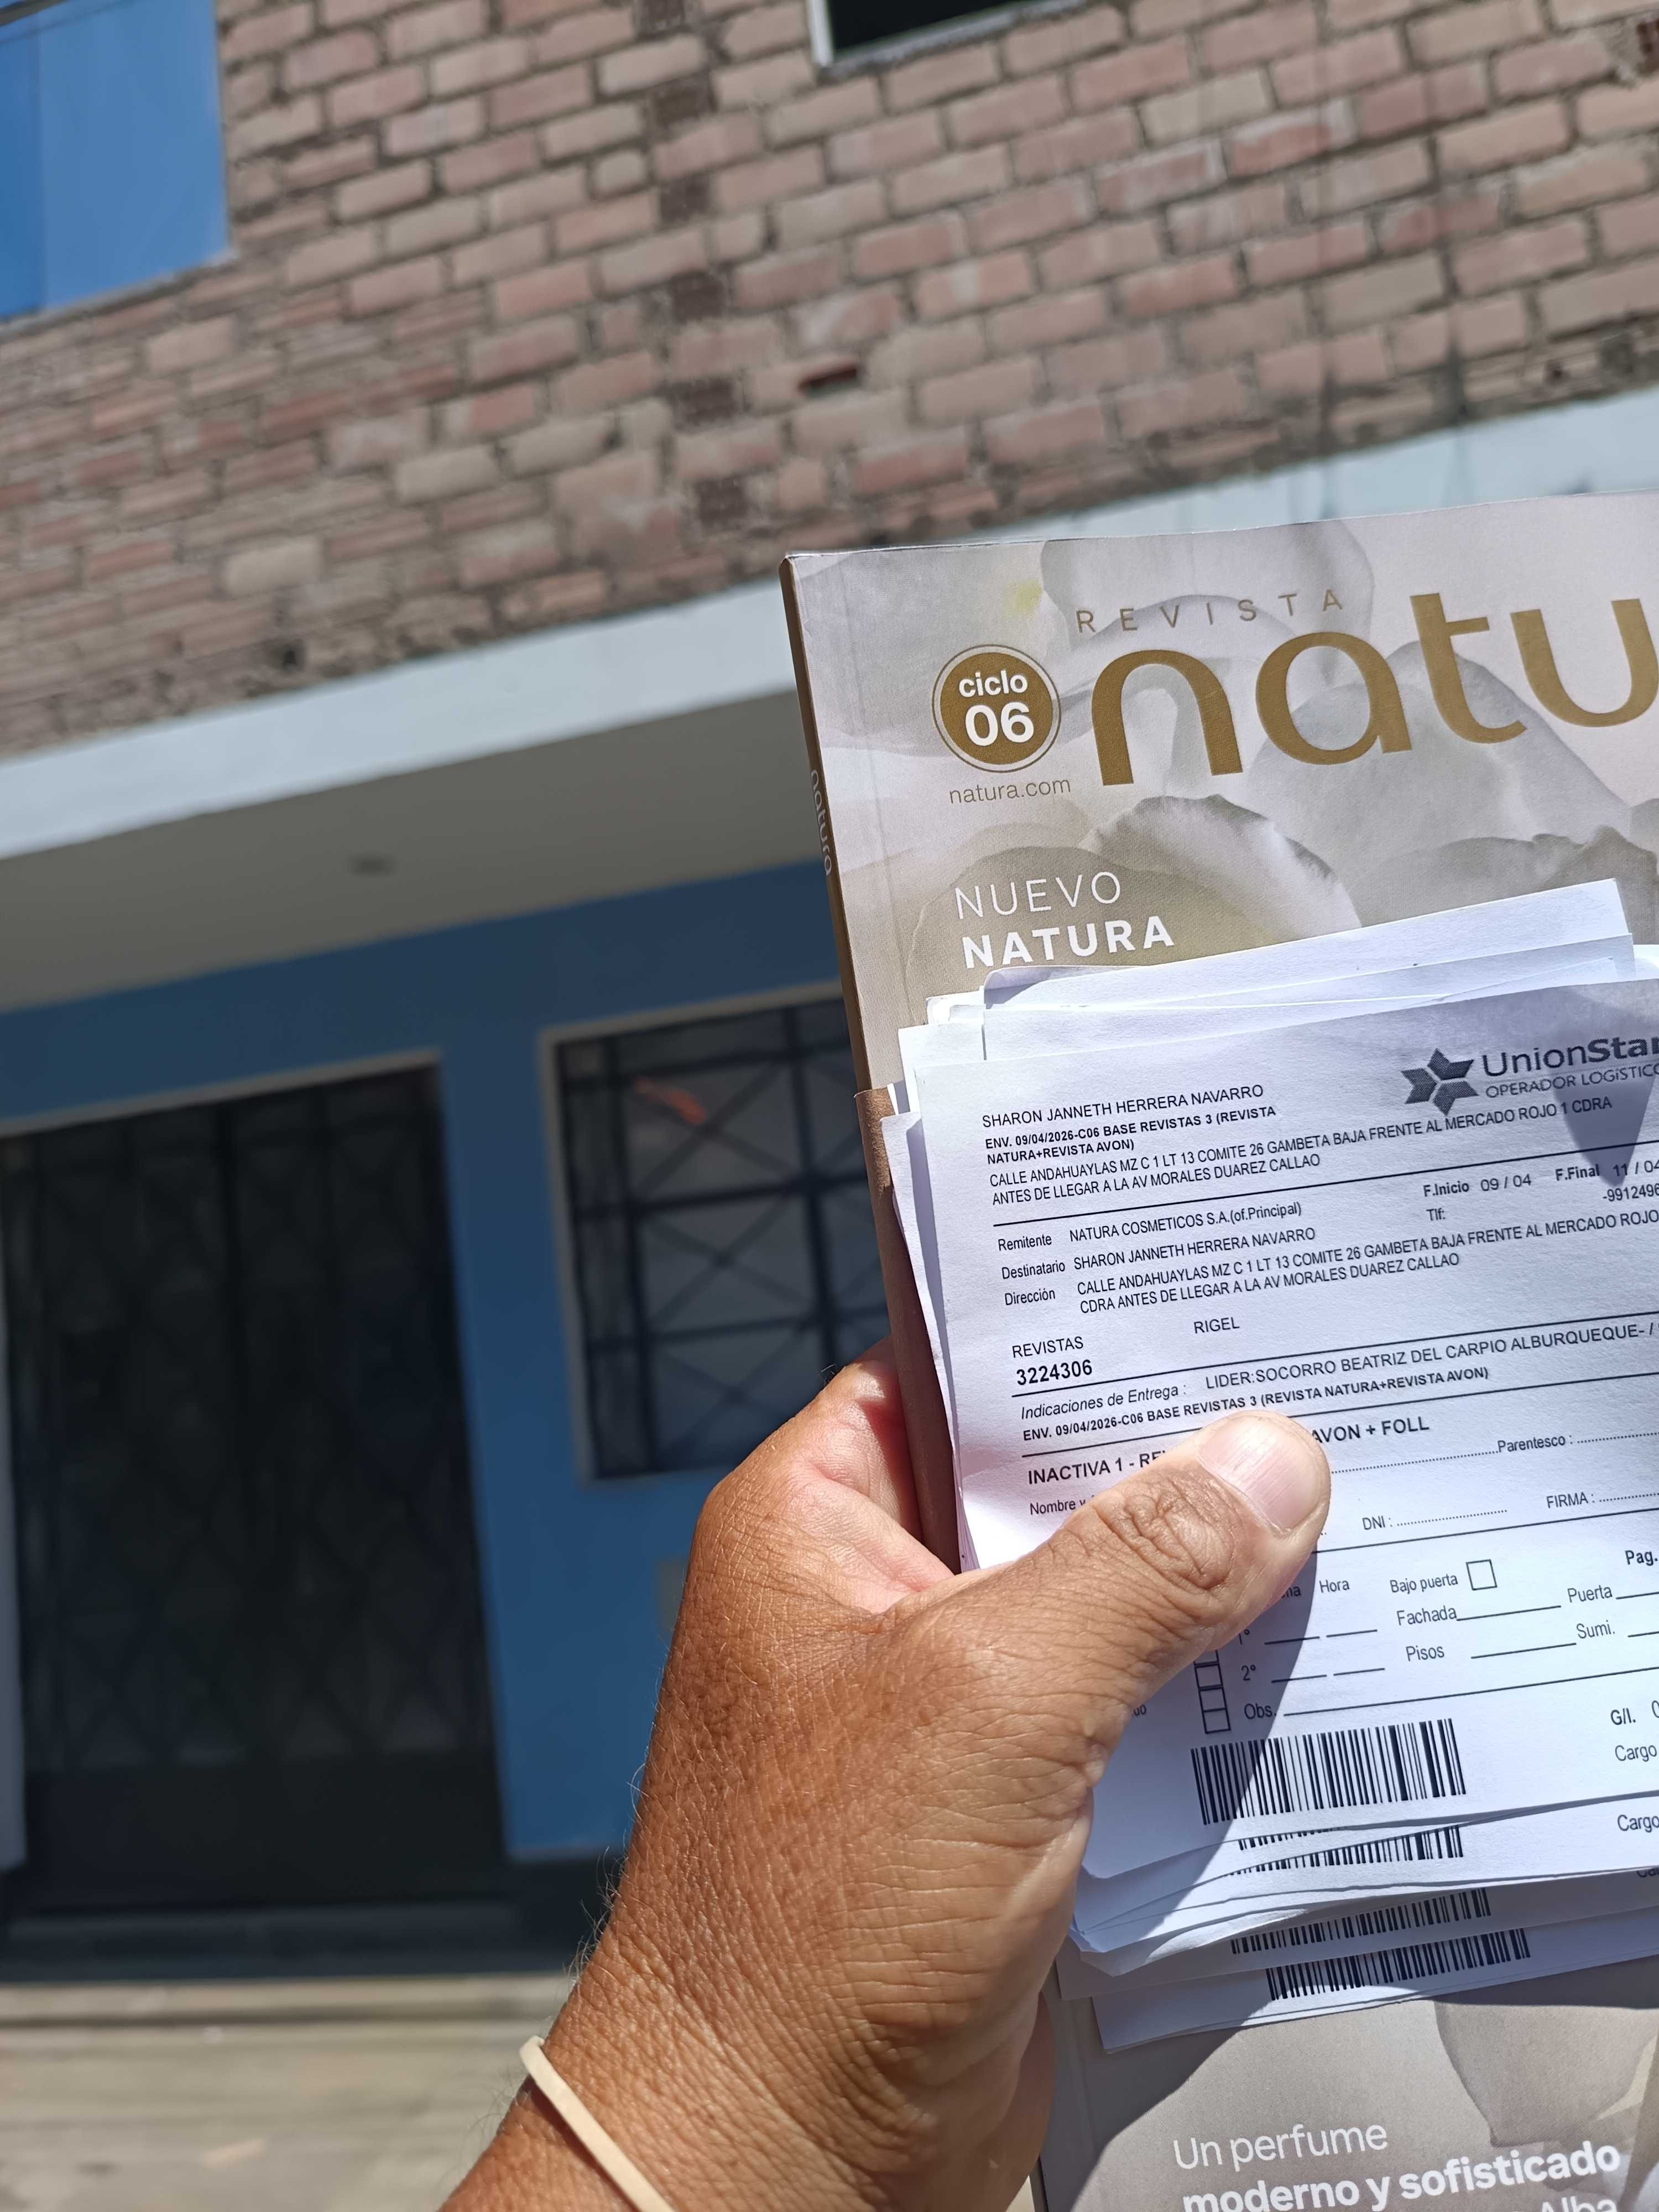 REVISTA
natu
ciclo
06
natura.com
natura
NUEVO
NATURA
UnionStar
OPERADOR LOGÍSTICO
SHARON JANNETH HERRERA NAVARRO
ENV. 09/04/2026-C06 BASE REVISTAS 3 (REVISTA
NATURA+REVISTA AVON)
CALLE ANDAHUAYLAS MZ C 1 LT 13 COMITE 26 GAMBETA BAJA FRENTE AL MERCADO ROJO 1 CDRA
ANTES DE LLEGAR A LA AV MORALES DUAREZ CALLAO
F.Inicio 09 / 04 F.Final 11 / 04
Remitente NATURA COSMETICOS S.A.(of.Principal) Tlf: -9912496
Destinatario SHARON JANNETH HERRERA NAVARRO
Dirección CALLE ANDAHUAYLAS MZ C 1 LT 13 COMITE 26 GAMBETA BAJA FRENTE AL MERCADO ROJO
CDRA ANTES DE LLEGAR A LA AV MORALES DUAREZ CALLAO
REVISTAS RIGEL
3224306
Indicaciones de Entrega : LIDER:SOCORRO BEATRIZ DEL CARPIO ALBURQUEQUE- /
ENV. 09/04/2026-C06 BASE REVISTAS 3 (REVISTA NATURA+REVISTA AVON)
INACTIVA 1 - RE AVON + FOLL
Nombre y Parentesco :
DNI : FIRMA :
Hora Bajo puerta Pag.
Fachada Puerta
1°
Pisos Sumi.
2°
Obs.
G/I.
Cargo
Cargo
Un perfume
moderno y sofisticado